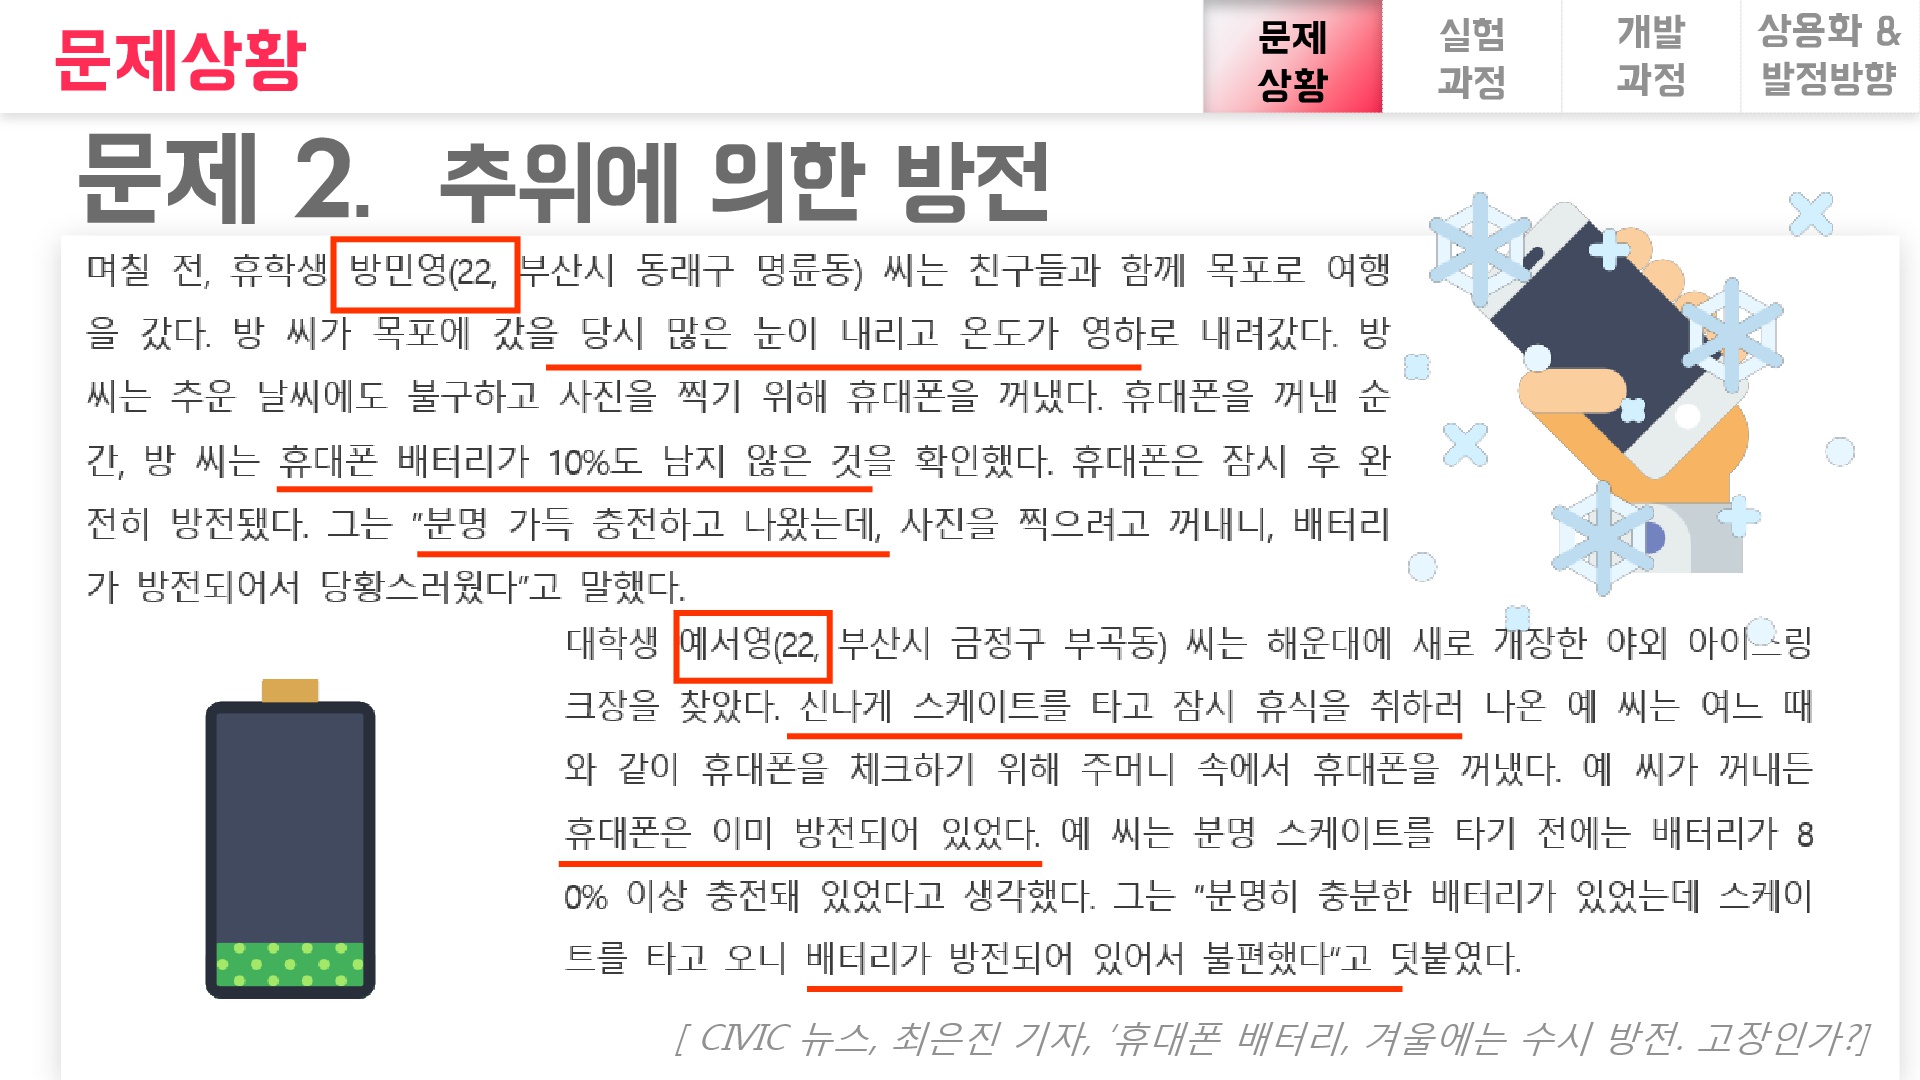 문제상황
문제
상황
실험
과정
개발
과정
상용화 &
발정방향
문제 2. 추위에 의한 방전
며칠 전, 휴학생 방민영(22, 부산시 동래구 명륜동) 씨는 친구들과 함께 목포로 여행
을 갔다. 방 씨가 목포에 갔을 당시 많은 눈이 내리고 온도가 영하로 내려갔다. 방
씨는 추운 날씨에도 불구하고 사진을 찍기 위해 휴대폰을 꺼냈다. 휴대폰을 꺼낸 순
간, 방 씨는 휴대폰 배터리가 10%도 남지 않은 것을 확인했다. 휴대폰은 잠시 후 완
전히 방전됐다. 그는 "분명 가득 충전하고 나왔는데, 사진을 찍으려고 꺼내니, 배터리
가 방전되어서 당황스러웠다"고 말했다.
대학생 예서영(22, 부산시 금정구 부곡동) 씨는 해운대에 새로 개장한 야외 아이스링
크장을 찾았다. 신나게 스케이트를 타고 잠시 휴식을 취하러 나온 예 씨는 여느 때
와 같이 휴대폰을 체크하기 위해 주머니 속에서 휴대폰을 꺼냈다. 예 씨가 꺼내든
휴대폰은 이미 방전되어 있었다. 예 씨는 분명 스케이트를 타기 전에는 배터리가 8
0% 이상 충전돼 있었다고 생각했다. 그는 "분명히 충분한 배터리가 있었는데 스케이
트를 타고 오니 배터리가 방전되어 있어서 불편했다"고 덧붙였다.
[ CIVIC 뉴스, 최은진 기자, ‘휴대폰 배터리, 겨울에는 수시 방전. 고장인가?]